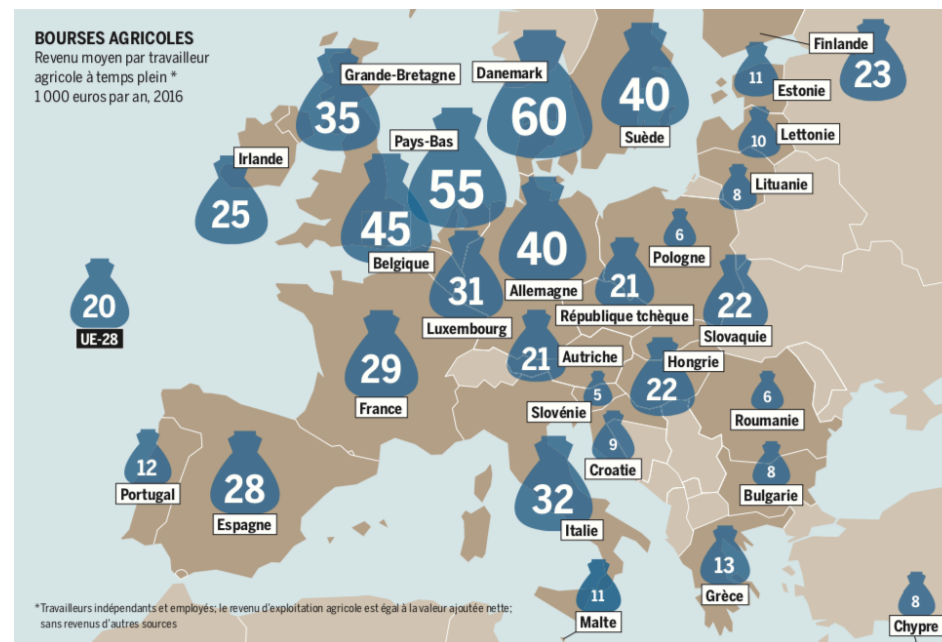 BOURSES AGRICOLES
Revenu moyen par travailleur
agricole à temps plein *
1 000 euros par an, 2016
Grande-Bretagne
35
Danemark
60
40
Suède
Finlande
23
11
Estonie
10
Lettonie
8
Lituanie
Irlande
25
Pays-Bas
55
45
Belgique
40
Allemagne
6
Pologne
31
Luxembourg
21
République tchèque
22
Slovaquie
20
UE-28
29
France
21
Autriche
Hongrie
22
5
Slovénie
6
Roumanie
9
Croatie
8
Bulgarie
12
Portugal
28
Espagne
32
Italie
13
Grèce
11
Malte
8
Chypre
*Travailleurs indépendants et employés; le revenu d'exploitation agricole est égal à la valeur ajoutée nette;
sans revenus d'autres sources